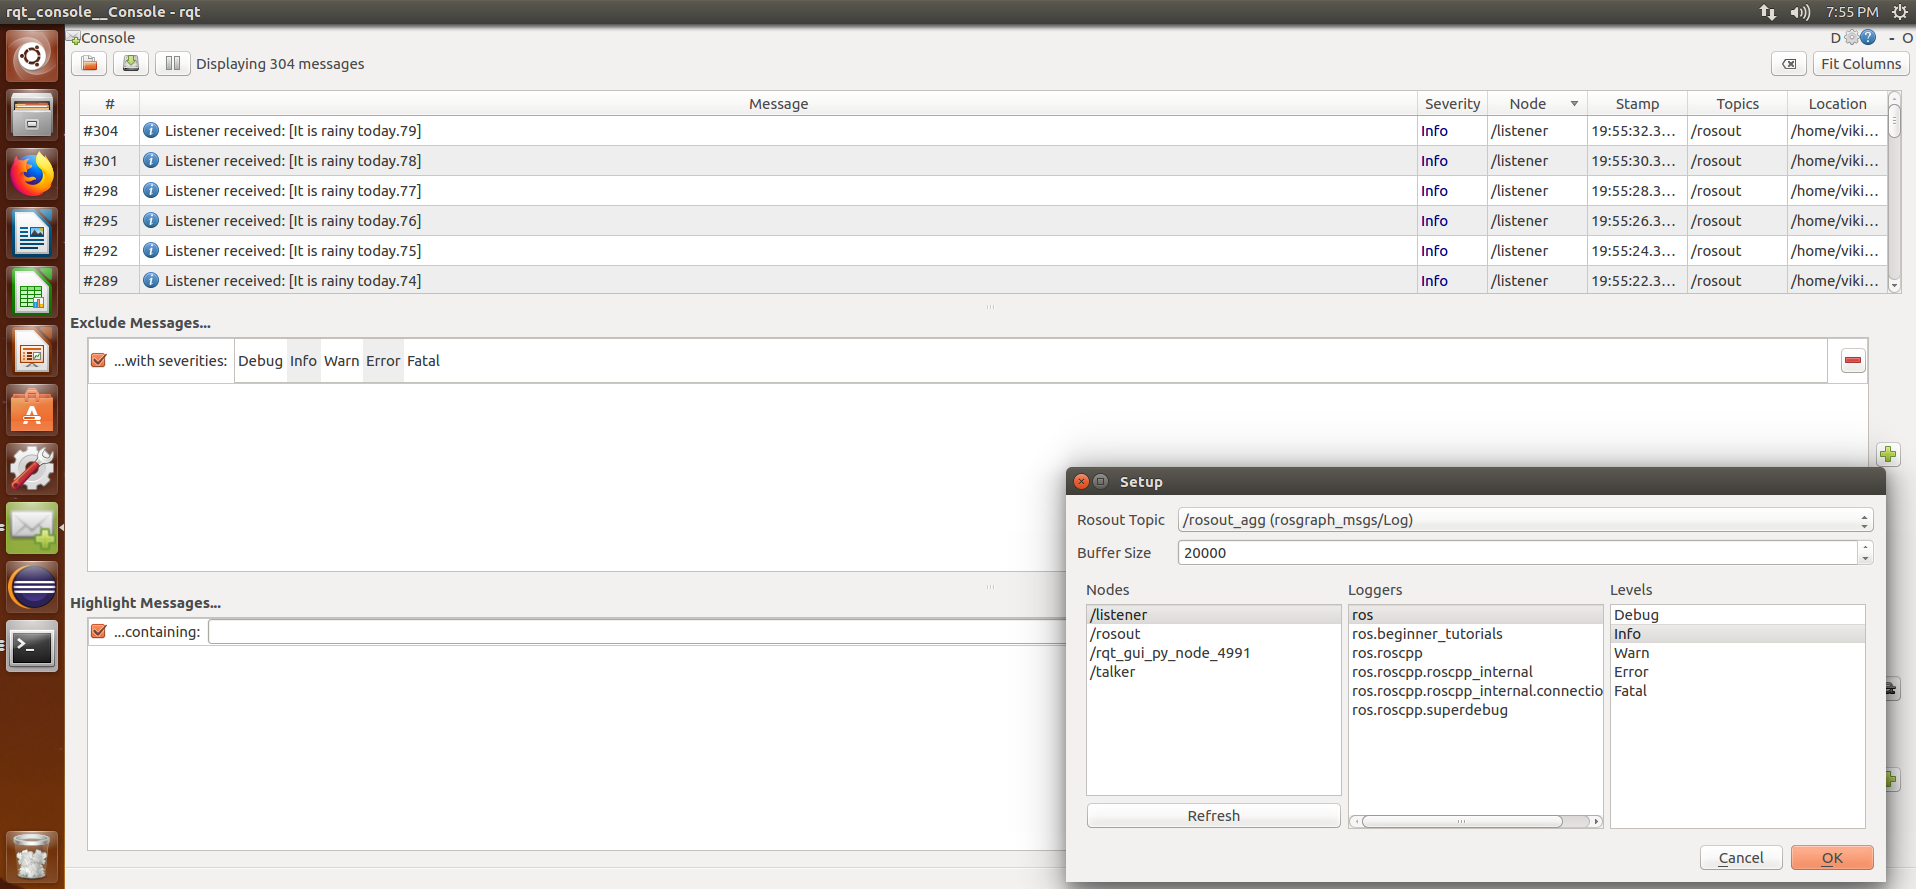 rqt_console__Console - rqt
7:55 PM
Console
D
- O
Displaying 304 messages
Fit Columns
# Message Severity Node Stamp Topics Location
#304 Listener received: [It is rainy today.79] Info /listener 19:55:32.3... /rosout /home/viki...
#301 Listener received: [It is rainy today.78] Info /listener 19:55:30.3... /rosout /home/viki...
#298 Listener received: [It is rainy today.77] Info /listener 19:55:28.3... /rosout /home/viki...
#295 Listener received: [It is rainy today.76] Info /listener 19:55:26.3... /rosout /home/viki...
#292 Listener received: [It is rainy today.75] Info /listener 19:55:24.3... /rosout /home/viki...
#289 Listener received: [It is rainy today.74] Info /listener 19:55:22.3... /rosout /home/viki...
Exclude Messages...
...with severities: Debug Info Warn Error Fatal
Highlight Messages...
...containing:
Setup
Rosout Topic /rosout_agg (rosgraph_msgs/Log)
Buffer Size 20000
Nodes
/listener
/rosout
/rqt_gui_py_node_4991
/talker
Refresh
Loggers
ros
ros.beginner_tutorials
ros.roscpp
ros.roscpp.roscpp_internal
ros.roscpp.roscpp_internal.connectio
ros.roscpp.superdebug
Levels
Debug
Info
Warn
Error
Fatal
Cancel OK